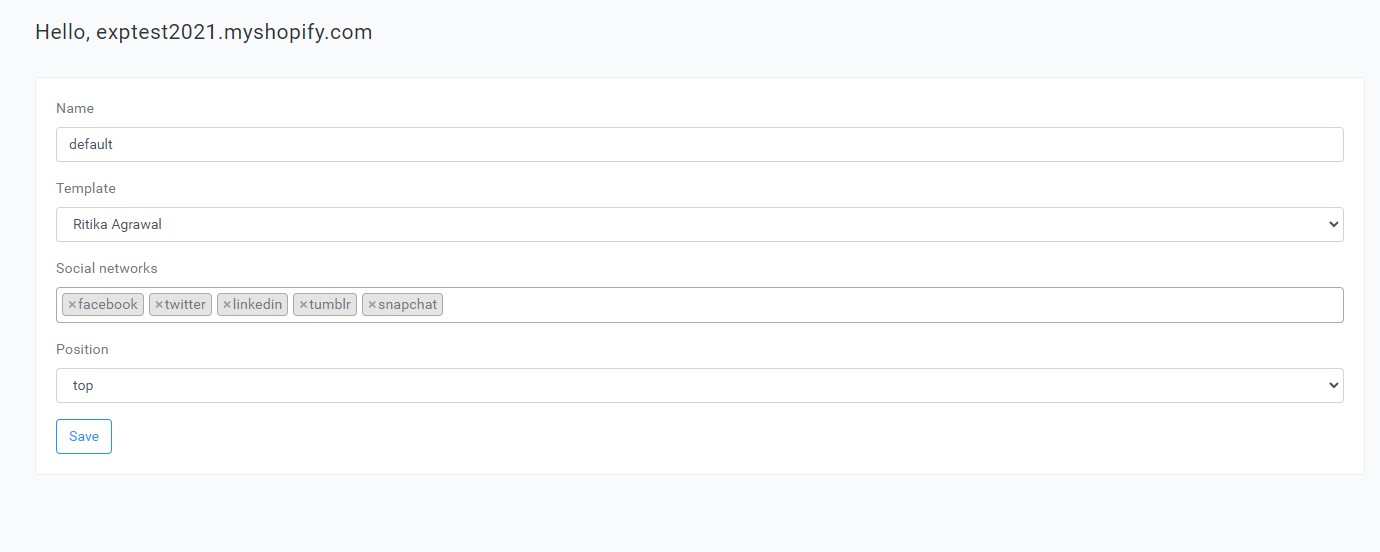 Hello, exptest2021.myshopify.com
Name
default
Template
Ritika Agrawal
Social networks
×facebook ×twitter ×linkedin ×tumblr ×snapchat
Position
top
Save